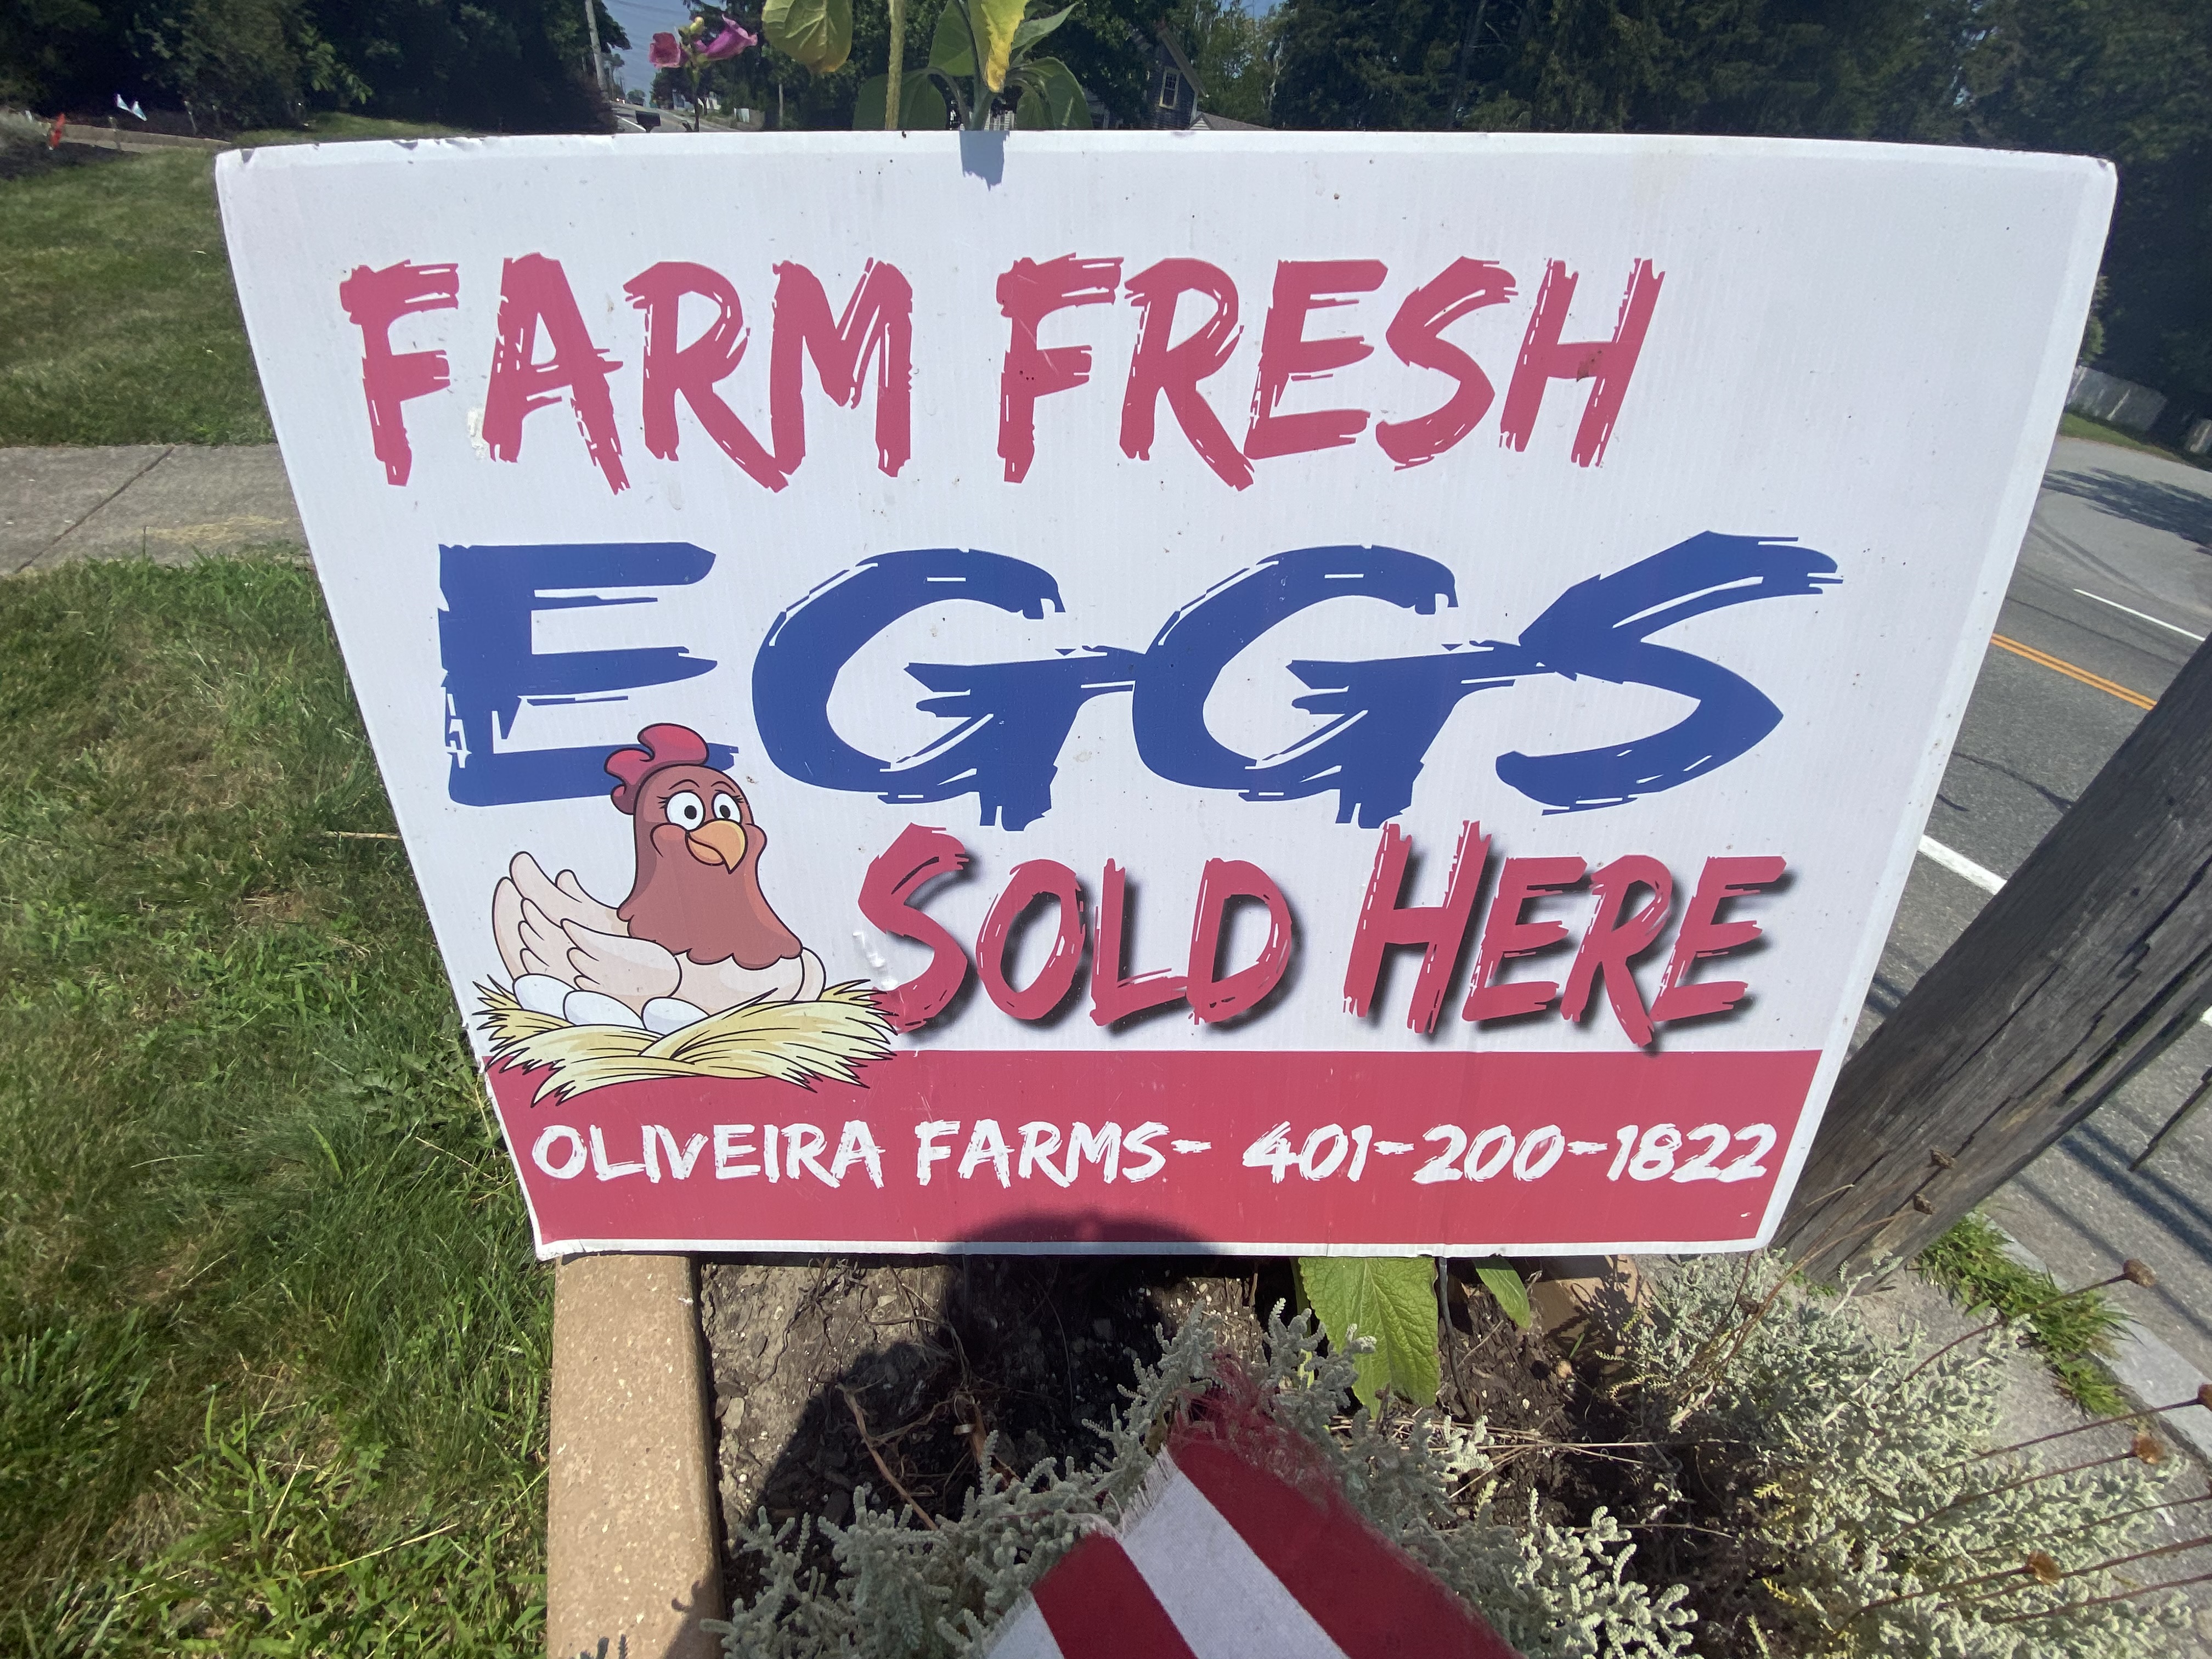 FARM FRESH
EGGS
SOLD HERE
OLIVEIRA FARMS- 401-200-1822